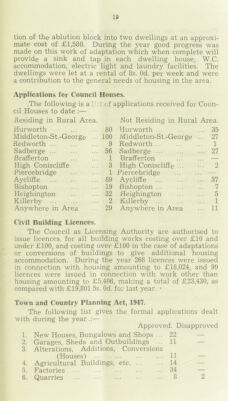 19
tion of the ablution block into two dwellings at an approxi-
mate cost of £1,500. During the year good progress was
made on this work of adaptation which when complete will
provide a sink and tap in each dwelling house, W.C.
accommodation, electric light and laundry facilities. The
dwellings were let at a rental of 8s. 0d. per week and were
a contribution to the general needs of housing in the area.
Applications for Council Houses.
The following is a list of applications received for Coun-
cil Houses to date :—
Residing in Rural Area. Not Residing in Rural Area.
Hurworth 80 Hurworth 35
Middleton-St.-George 100 Middleton-St.-George 27
Redworth 9 Redworth 1
Sadberge 56 Sadberge 27
Brafferton 1 Brafferton —
High Coniscliffe 3 High Coniscliffe 2
Piercebridge 1 Piercebridge —
Aycliffe 89 Aycliffe 37
Bishopton 19 Bishopton 7
Heighington 32 Heighington 5
Killerby 2 Killerby 1
Anywhere in Area 29 Anywhere in Area 11
Civil Building Licences.
The Council as Licensing Authority are authorised to
issue licences, for all building works costing over £10 and
under £100, and costing over £100 in the case of adaptations
or conversions of buildings to give additional housing
accommodation. During the year 268 licences were issued
in connection with housing amounting to £18,024, and 99
licences were issued in connection with work other than
housing amounting to £5,406, making a total of £23,430, as
compared with £19,801 5s. 0d. for last year.
Town and Country Planning Act, 1947.
The following list gives the formal applications dealt
with during the year :—
Approved. Disapproved
1. New Houses, Bungalows and Shops 22 —
2. Garages, Sheds and Outbuildings 11 —
3. Alterations, Additions, Conversions
(Houses) 11 —
4. Agricultural Buildings, etc. 14 —
5. Factories 34 —
6. Quarries 8 2